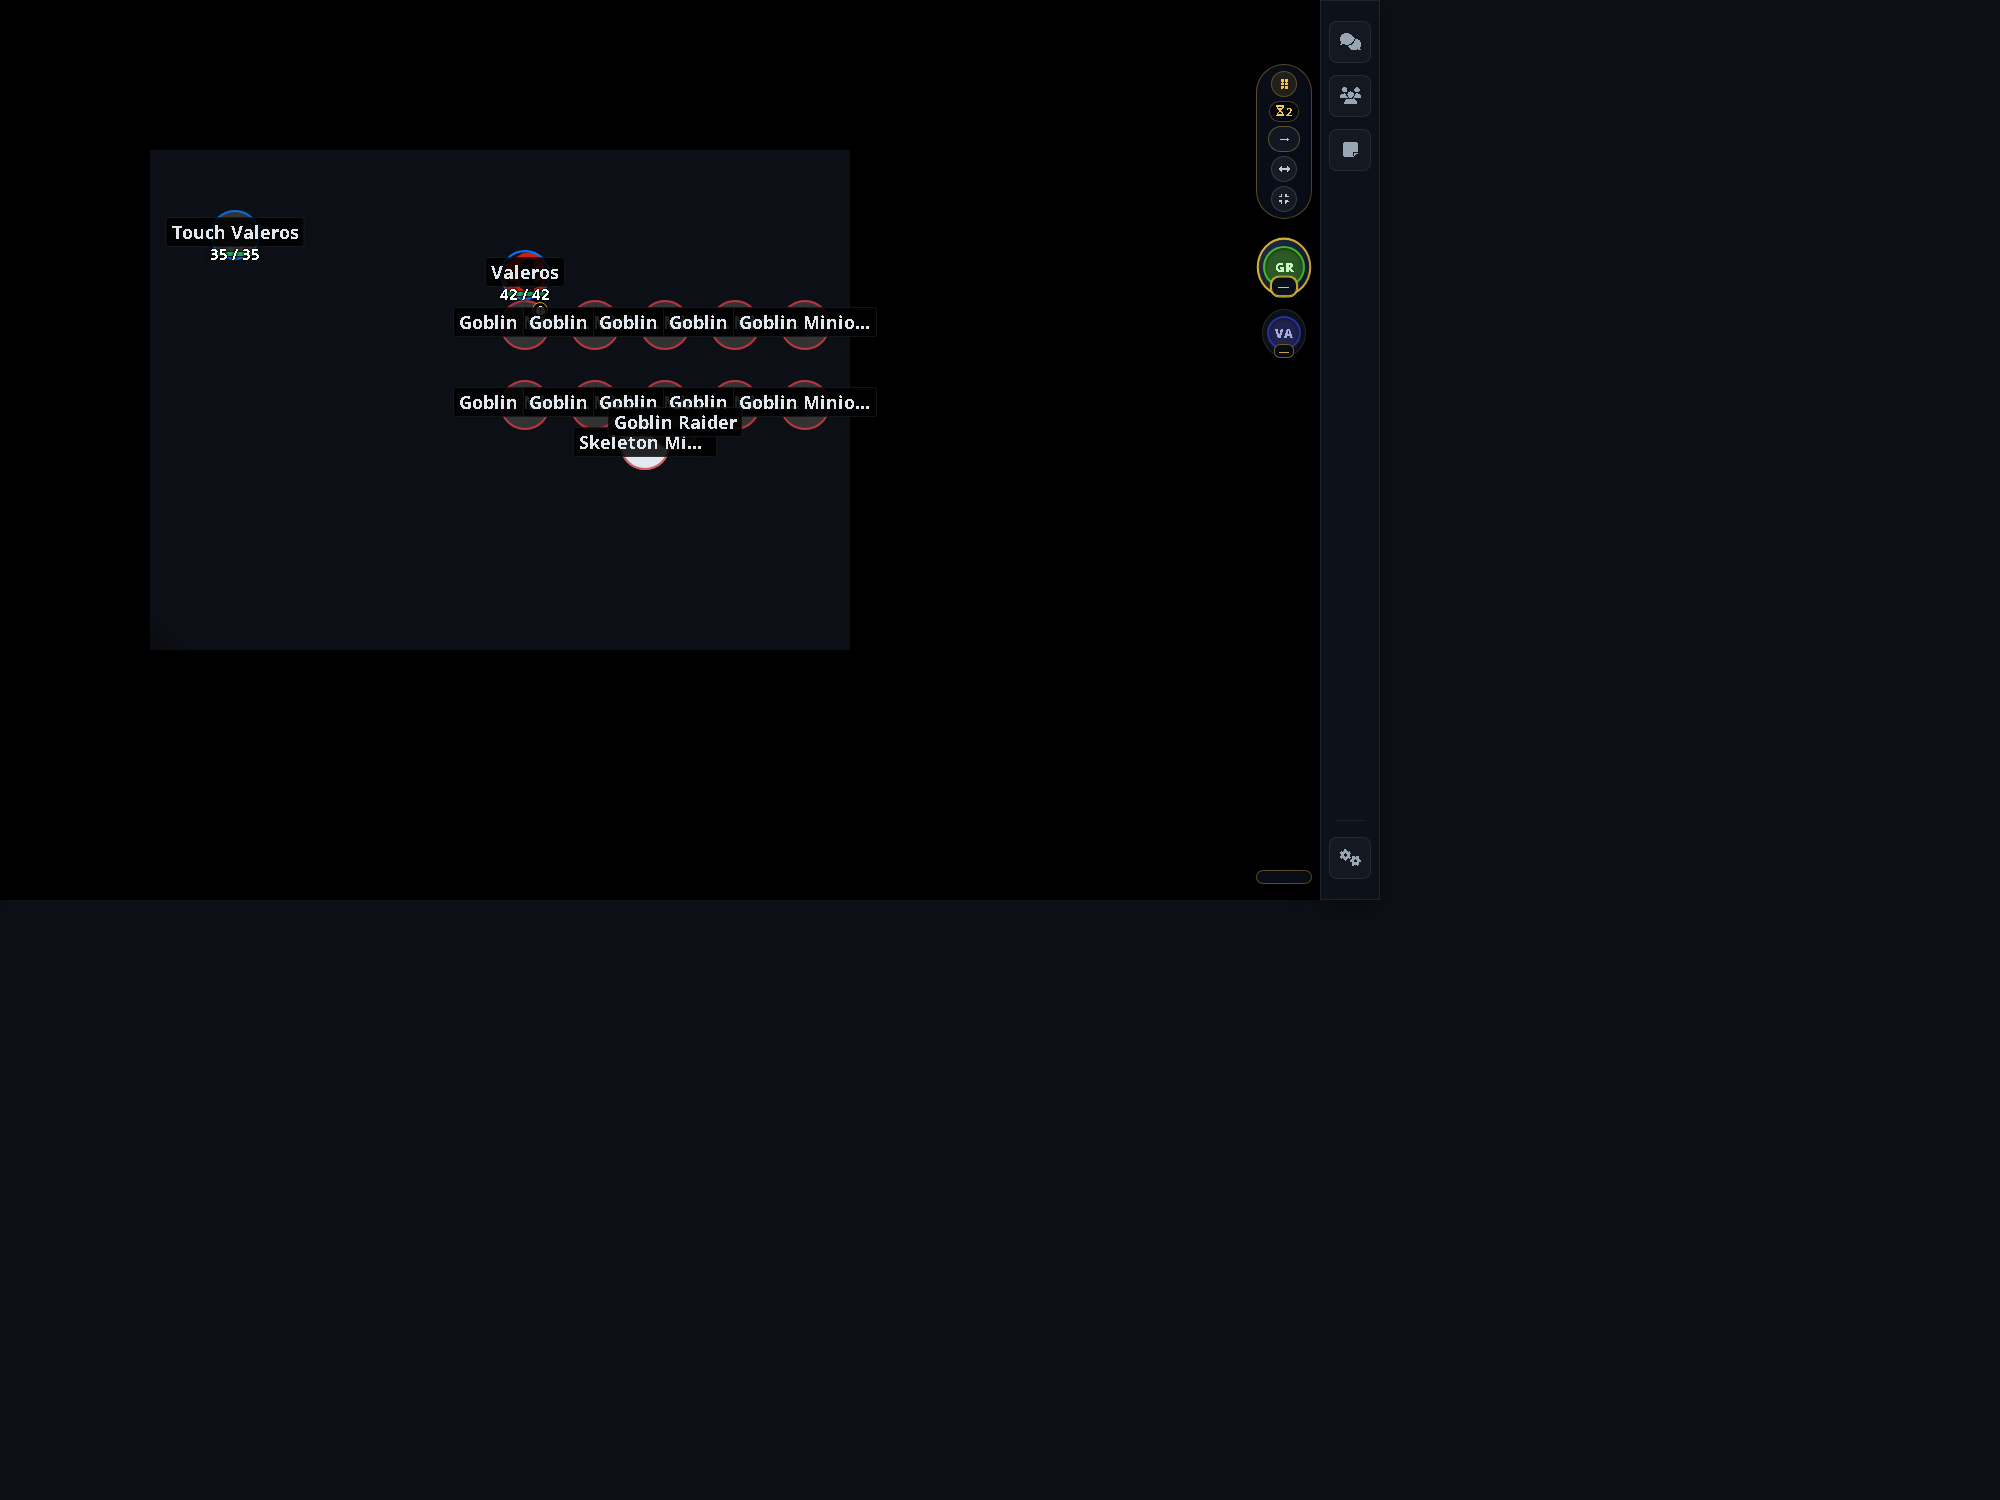 2
→
Touch Valeros
35 / 35
GR
—
Valeros
42 / 42
Goblin Goblin Goblin Goblin Goblin Minio...
VA
—
Goblin Goblin Goblin Goblin Goblin Minio...
Goblin Raider
Skeleton Mi...